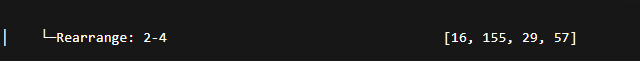 │    └─Rearrange: 2-4                                   [16, 155, 29, 57]